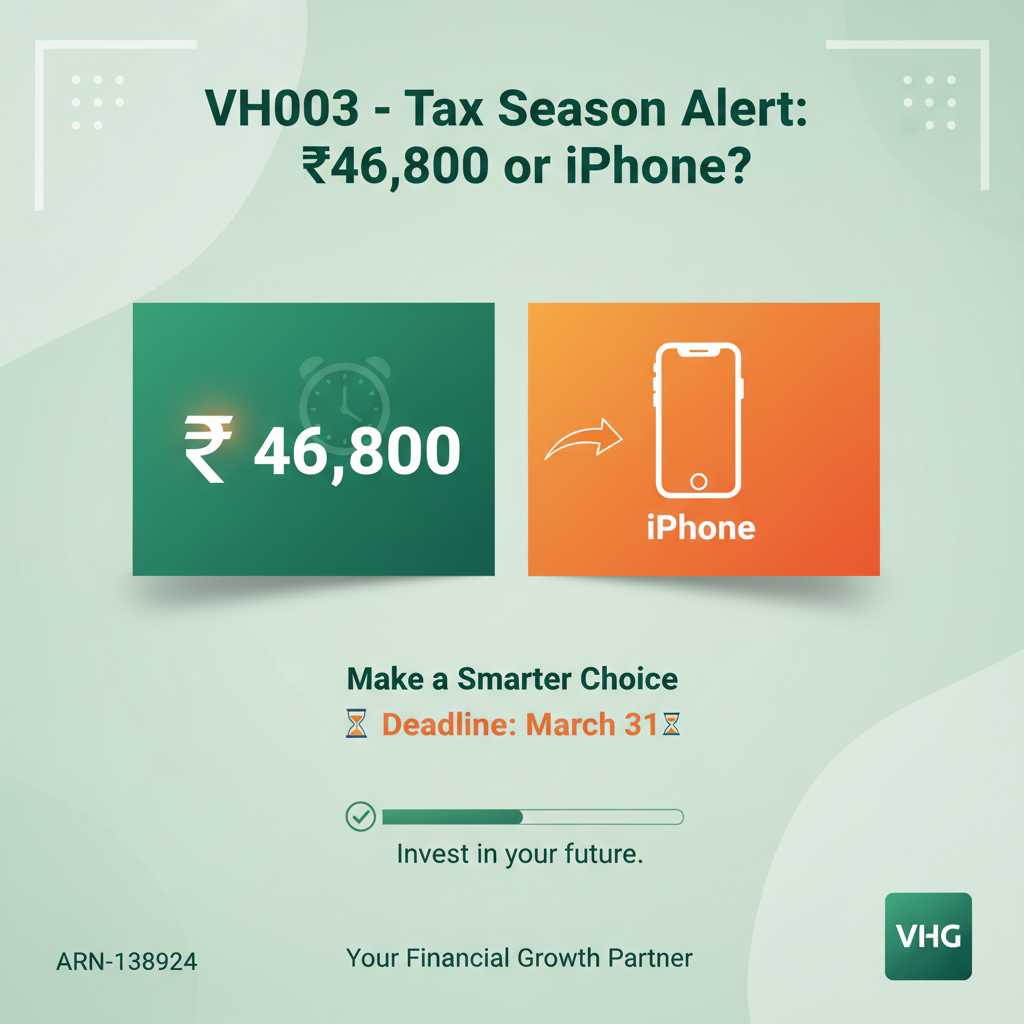 VH003 - Tax Season Alert:
₹46,800 or iPhone?
₹ 46,800
iPhone
Make a Smarter Choice
⌛ Deadline: March 31⌛
Invest in your future.
ARN-138924
Your Financial Growth Partner
VHG